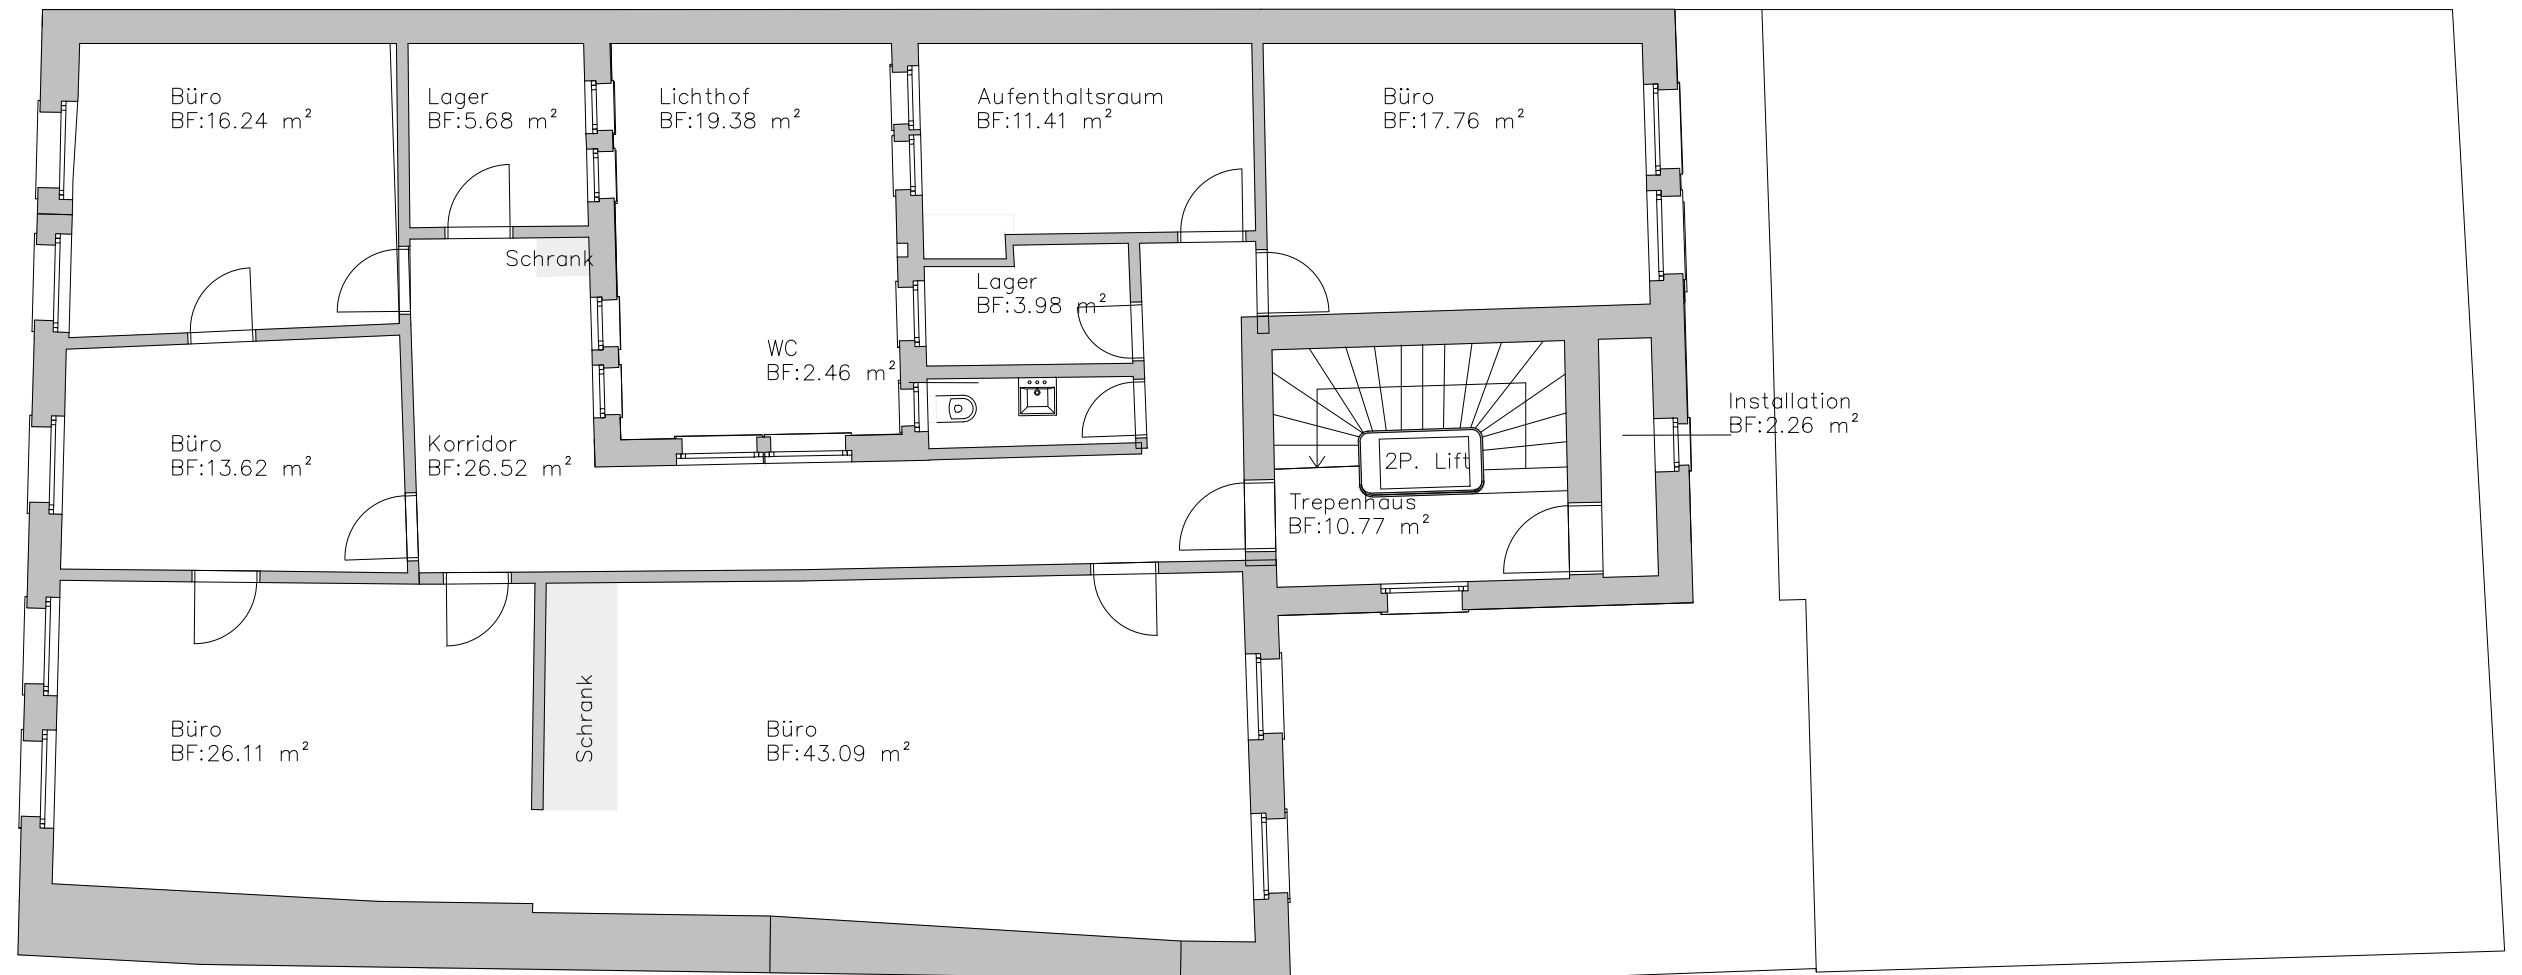 Büro
BF:16.24 m²
Lager
BF:5.68 m²
Lichthof
BF:19.38 m²
Aufenthaltsraum
BF:11.41 m²
Büro
BF:17.76 m²
Schrank
Lager
BF:3.98 m²
WC
BF:2.46 m²
Installation
BF:2.26 m²
Büro
BF:13.62 m²
Korridor
BF:26.52 m²
2P. Lift
Trepenhaus
BF:10.77 m²
Schrank
Büro
BF:26.11 m²
Büro
BF:43.09 m²